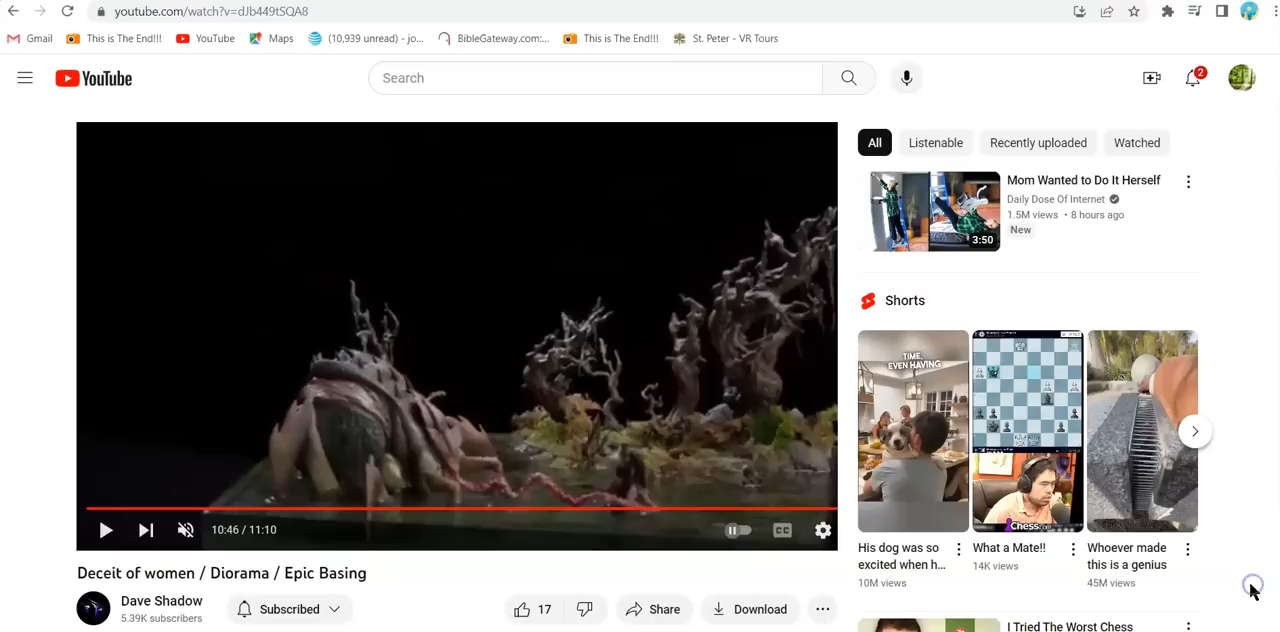 youtube.com/watch?v=dJb449tSQA8
Gmail This is The End!!! YouTube Maps (10,939 unread) - jo... BibleGateway.com:... This is The End!!! St. Peter - VR Tours
YouTube
Search
2
All Listenable Recently uploaded Watched
Mom Wanted to Do It Herself
Daily Dose Of Internet
1.5M views • 8 hours ago
New
3:50
Shorts
TIME,
EVEN HAVING
Chess.com
His dog was so
excited when h...
10M views
What a Mate!!
14K views
Whoever made
this is a genius
45M views
10:46 / 11:10
CC
Deceit of women / Diorama / Epic Basing
Dave Shadow
5.39K subscribers
Subscribed
17
Share
Download
I Tried The Worst Chess